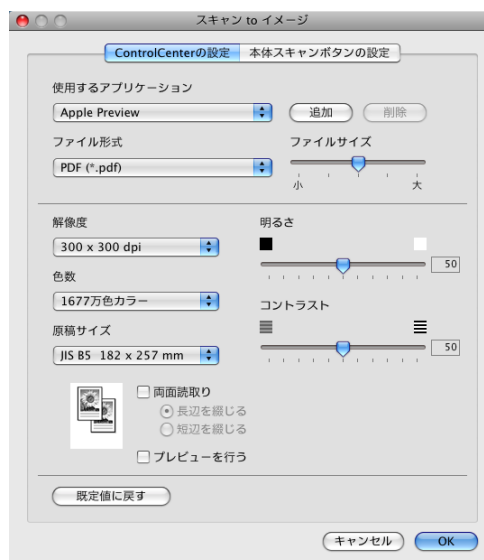 スキャン to イメージ
ControlCenterの設定 本体スキャンボタンの設定
使用するアプリケーション
Apple Preview 追加 削除
ファイル形式 ファイルサイズ
PDF (*.pdf)
小 大
解像度 明るさ
300 x 300 dpi
50
色数
1677万色カラー コントラスト
原稿サイズ
JIS B5 182 x 257 mm 50
両面読取り
長辺を綴じる
短辺を綴じる
プレビューを行う
既定値に戻す
キャンセル OK